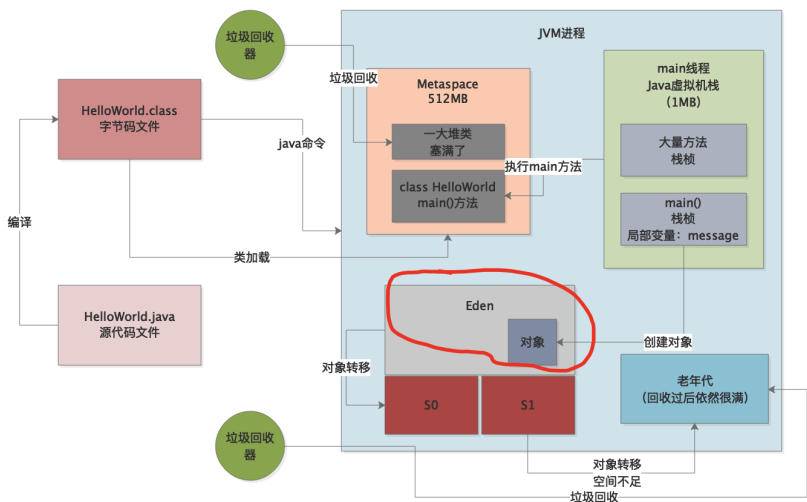 垃圾回收
器
JVM进程
垃圾回收
Metaspace
512MB
main线程
Java虚拟机栈
（1MB）
HelloWorld.class
字节码文件
一大堆类
塞满了
大量方法
栈帧
java命令
执行main方法
class HelloWorld
main()方法
main()
栈桢
局部变量：message
编译
类加载
HelloWorld.java
源代码文件
Eden
对象
创建对象
对象转移
老年代
（回收过后依然很满）
S0
S1
垃圾回收
器
对象转移
空间不足
垃圾回收